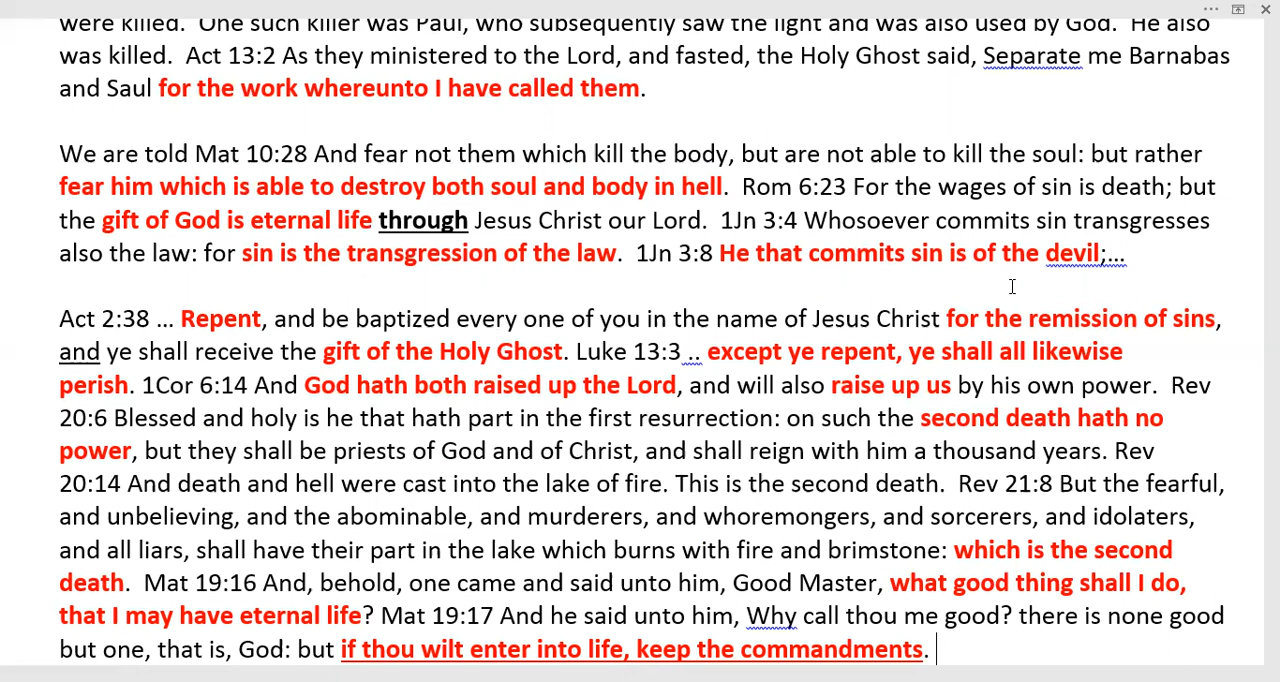 were killed.  One such killer was Paul, who subsequently saw the light and was also used by God.  He also
was killed.  Act 13:2 As they ministered to the Lord, and fasted, the Holy Ghost said, Separate me Barnabas
and Saul for the work whereunto I have called them.
We are told Mat 10:28 And fear not them which kill the body, but are not able to kill the soul: but rather
fear him which is able to destroy both soul and body in hell.  Rom 6:23 For the wages of sin is death; but
the gift of God is eternal life through Jesus Christ our Lord.  1Jn 3:4 Whosoever commits sin transgresses
also the law: for sin is the transgression of the law.  1Jn 3:8 He that commits sin is of the devil;...
Act 2:38 ... Repent, and be baptized every one of you in the name of Jesus Christ for the remission of sins,
and ye shall receive the gift of the Holy Ghost. Luke 13:3 .. except ye repent, ye shall all likewise
perish. 1Cor 6:14 And God hath both raised up the Lord, and will also raise up us by his own power.  Rev
20:6 Blessed and holy is he that hath part in the first resurrection: on such the second death hath no
power, but they shall be priests of God and of Christ, and shall reign with him a thousand years. Rev
20:14 And death and hell were cast into the lake of fire. This is the second death.  Rev 21:8 But the fearful,
and unbelieving, and the abominable, and murderers, and whoremongers, and sorcerers, and idolaters,
and all liars, shall have their part in the lake which burns with fire and brimstone: which is the second
death.  Mat 19:16 And, behold, one came and said unto him, Good Master, what good thing shall I do,
that I may have eternal life? Mat 19:17 And he said unto him, Why call thou me good? there is none good
but one, that is, God: but if thou wilt enter into life, keep the commandments.